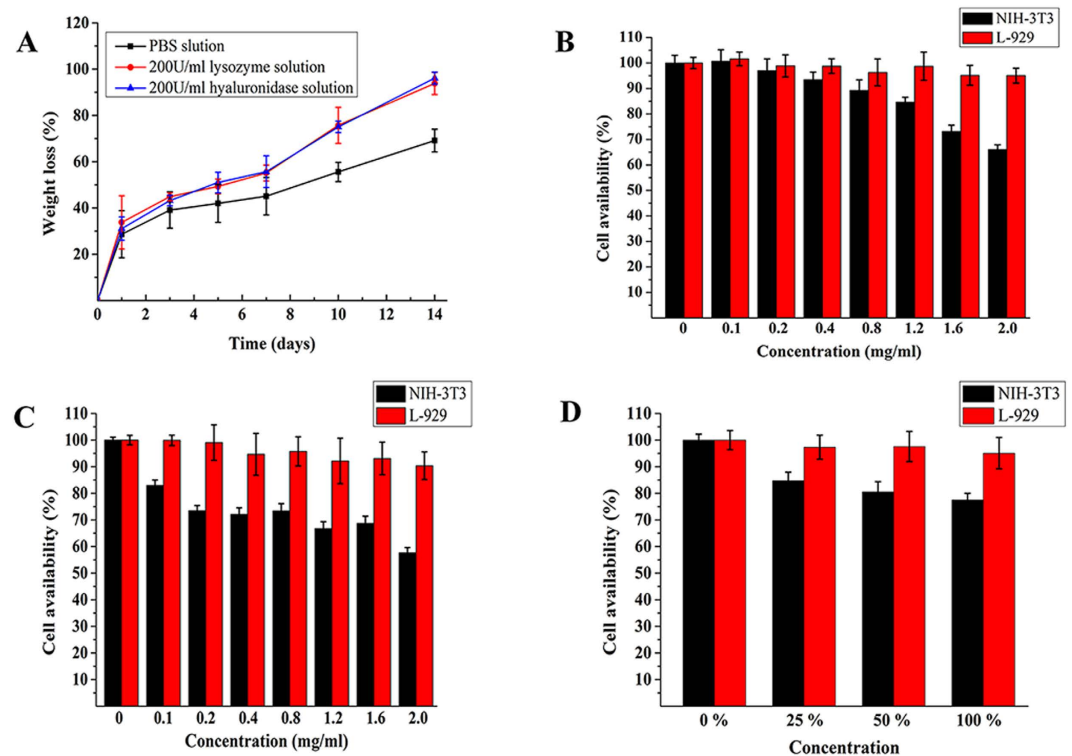 A
PBS slution
200U/ml lysozyme solution
200U/ml hyaluronidase solution
Weight loss (%)
120
100
80
60
40
20
0 2 4 6 8 10 12 14
Time (days)
B
NIH-3T3
L-929
Cell availability (%)
110
100
90
80
70
60
50
40
30
20
10
0 0.1 0.2 0.4 0.8 1.2 1.6 2.0
Concentration (mg/ml)
C
NIH-3T3
L-929
Cell availability (%)
110
100
90
80
70
60
50
40
30
20
10
0 0.1 0.2 0.4 0.8 1.2 1.6 2.0
Concentration (mg/ml)
D
NIH-3T3
L-929
Cell availability (%)
110
100
90
80
70
60
50
40
30
20
10
0 % 25 % 50 % 100 %
Concentration